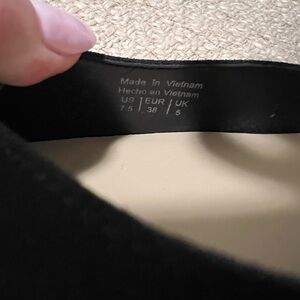 Made In Vietnam
Hecho en Vietnam
US | EUR | UK
7.5 | 38 | 5